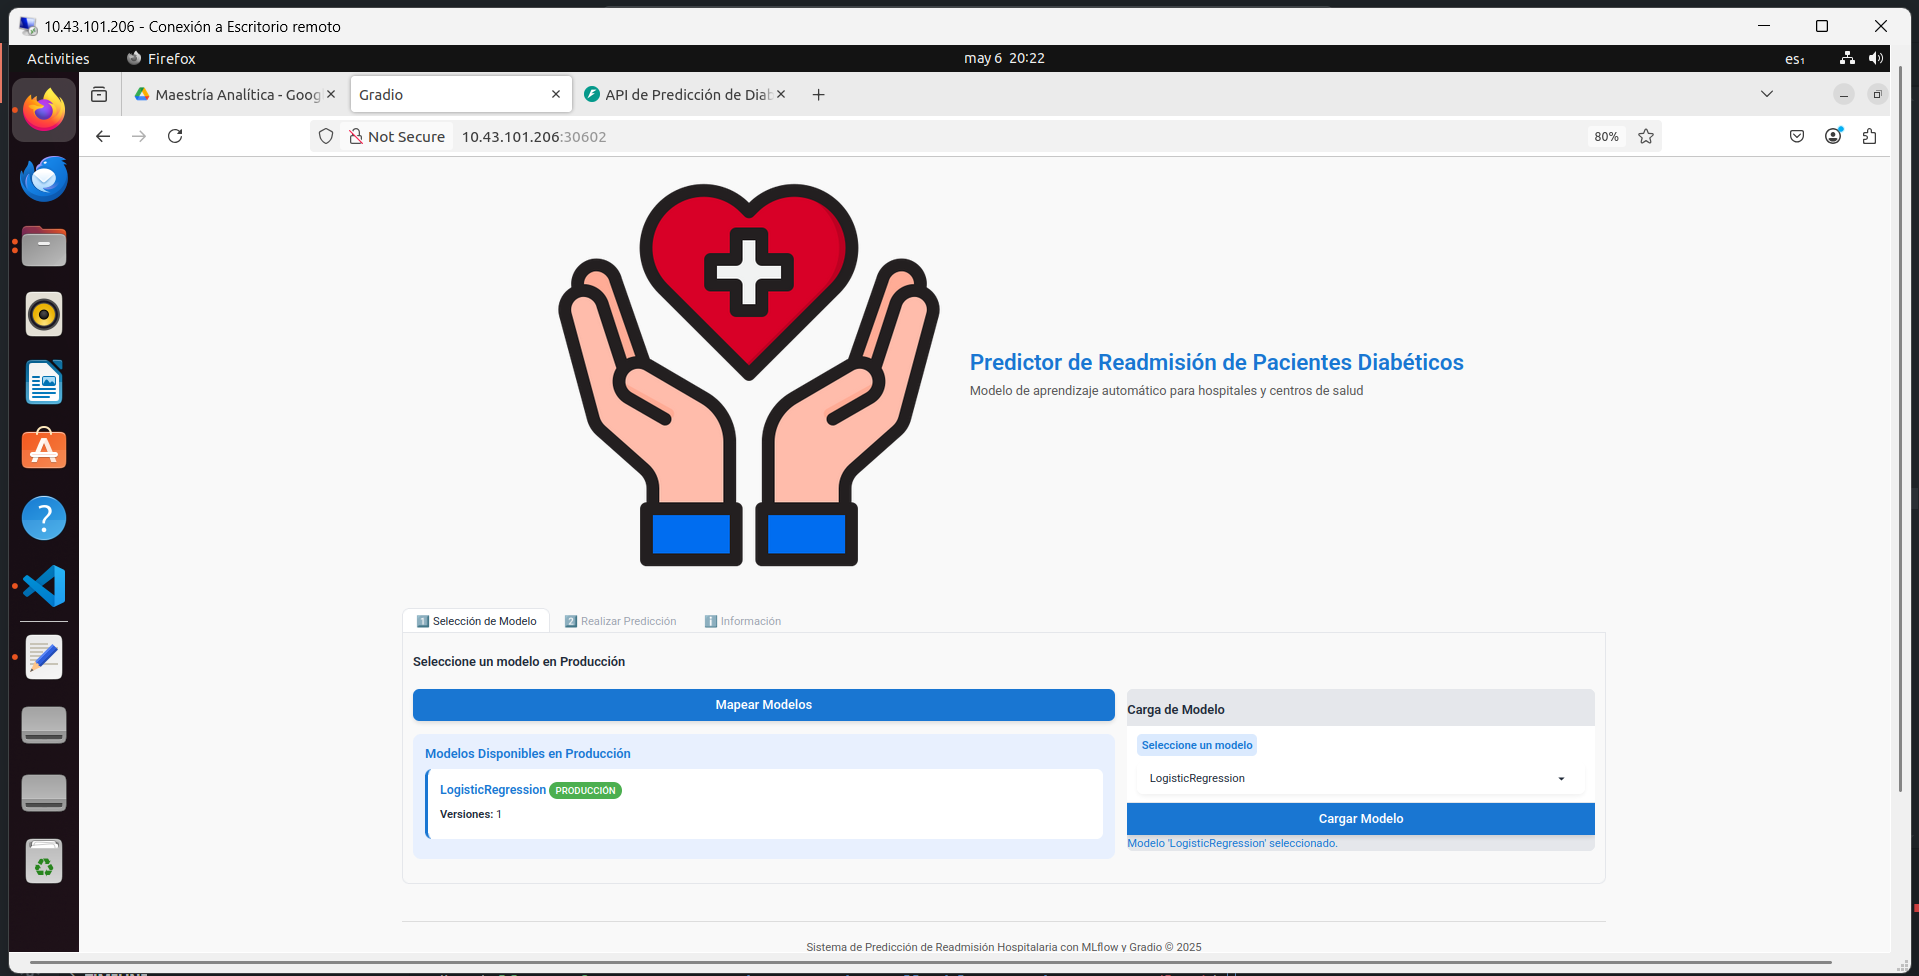 10.43.101.206 - Conexión a Escritorio remoto
Activities Firefox may 6 20:22 es₁
Maestría Analítica - Goog Gradio API de Predicción de Diab
Not Secure 10.43.101.206:30602 80%
Predictor de Readmisión de Pacientes Diabéticos
Modelo de aprendizaje automático para hospitales y centros de salud
1 Selección de Modelo 2 Realizar Predicción i Información
Seleccione un modelo en Producción
Mapear Modelos
Modelos Disponibles en Producción
LogisticRegression PRODUCCIÓN
Versiones: 1
Carga de Modelo
Seleccione un modelo
LogisticRegression
Cargar Modelo
Modelo 'LogisticRegression' seleccionado.
Sistema de Predicción de Readmisión Hospitalaria con MLflow y Gradio © 2025